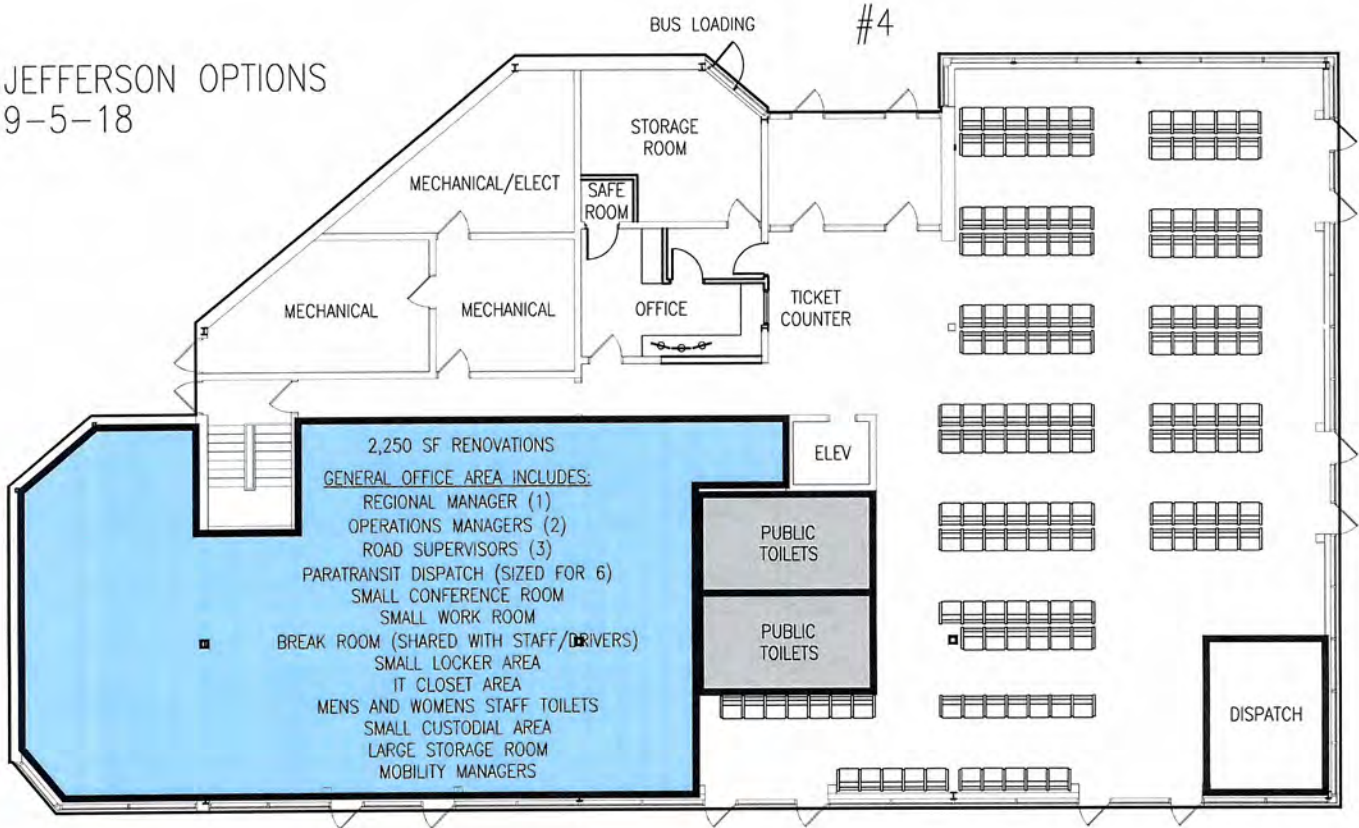 BUS LOADING
#4
JEFFERSON OPTIONS
9-5-18
STORAGE
ROOM
MECHANICAL/ELECT
SAFE
ROOM
MECHANICAL
MECHANICAL
OFFICE
TICKET
COUNTER
2,250 SF RENOVATIONS
GENERAL OFFICE AREA INCLUDES:
REGIONAL MANAGER (1)
OPERATIONS MANAGERS (2)
ROAD SUPERVISORS (3)
PARATRANSIT DISPATCH (SIZED FOR 6)
SMALL CONFERENCE ROOM
SMALL WORK ROOM
BREAK ROOM (SHARED WITH STAFF/DRIVERS)
SMALL LOCKER AREA
IT CLOSET AREA
MENS AND WOMENS STAFF TOILETS
SMALL CUSTODIAL AREA
LARGE STORAGE ROOM
MOBILITY MANAGERS
ELEV
PUBLIC
TOILETS
PUBLIC
TOILETS
DISPATCH